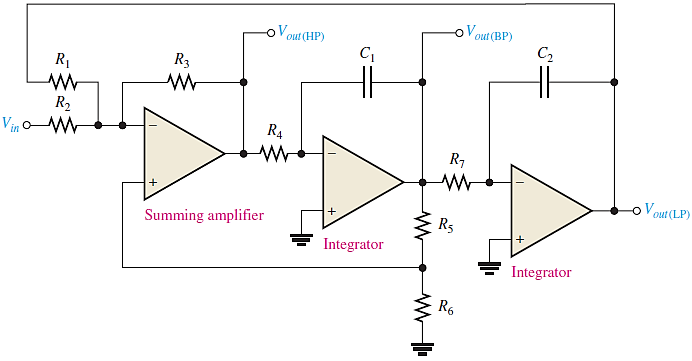 Vout(HP)
Vout(BP)
R1
R3
C1
C2
R2
Vin
R4
R7
−
+
−
+
−
+
Summing amplifier
Integrator
R5
Vout(LP)
Integrator
R6